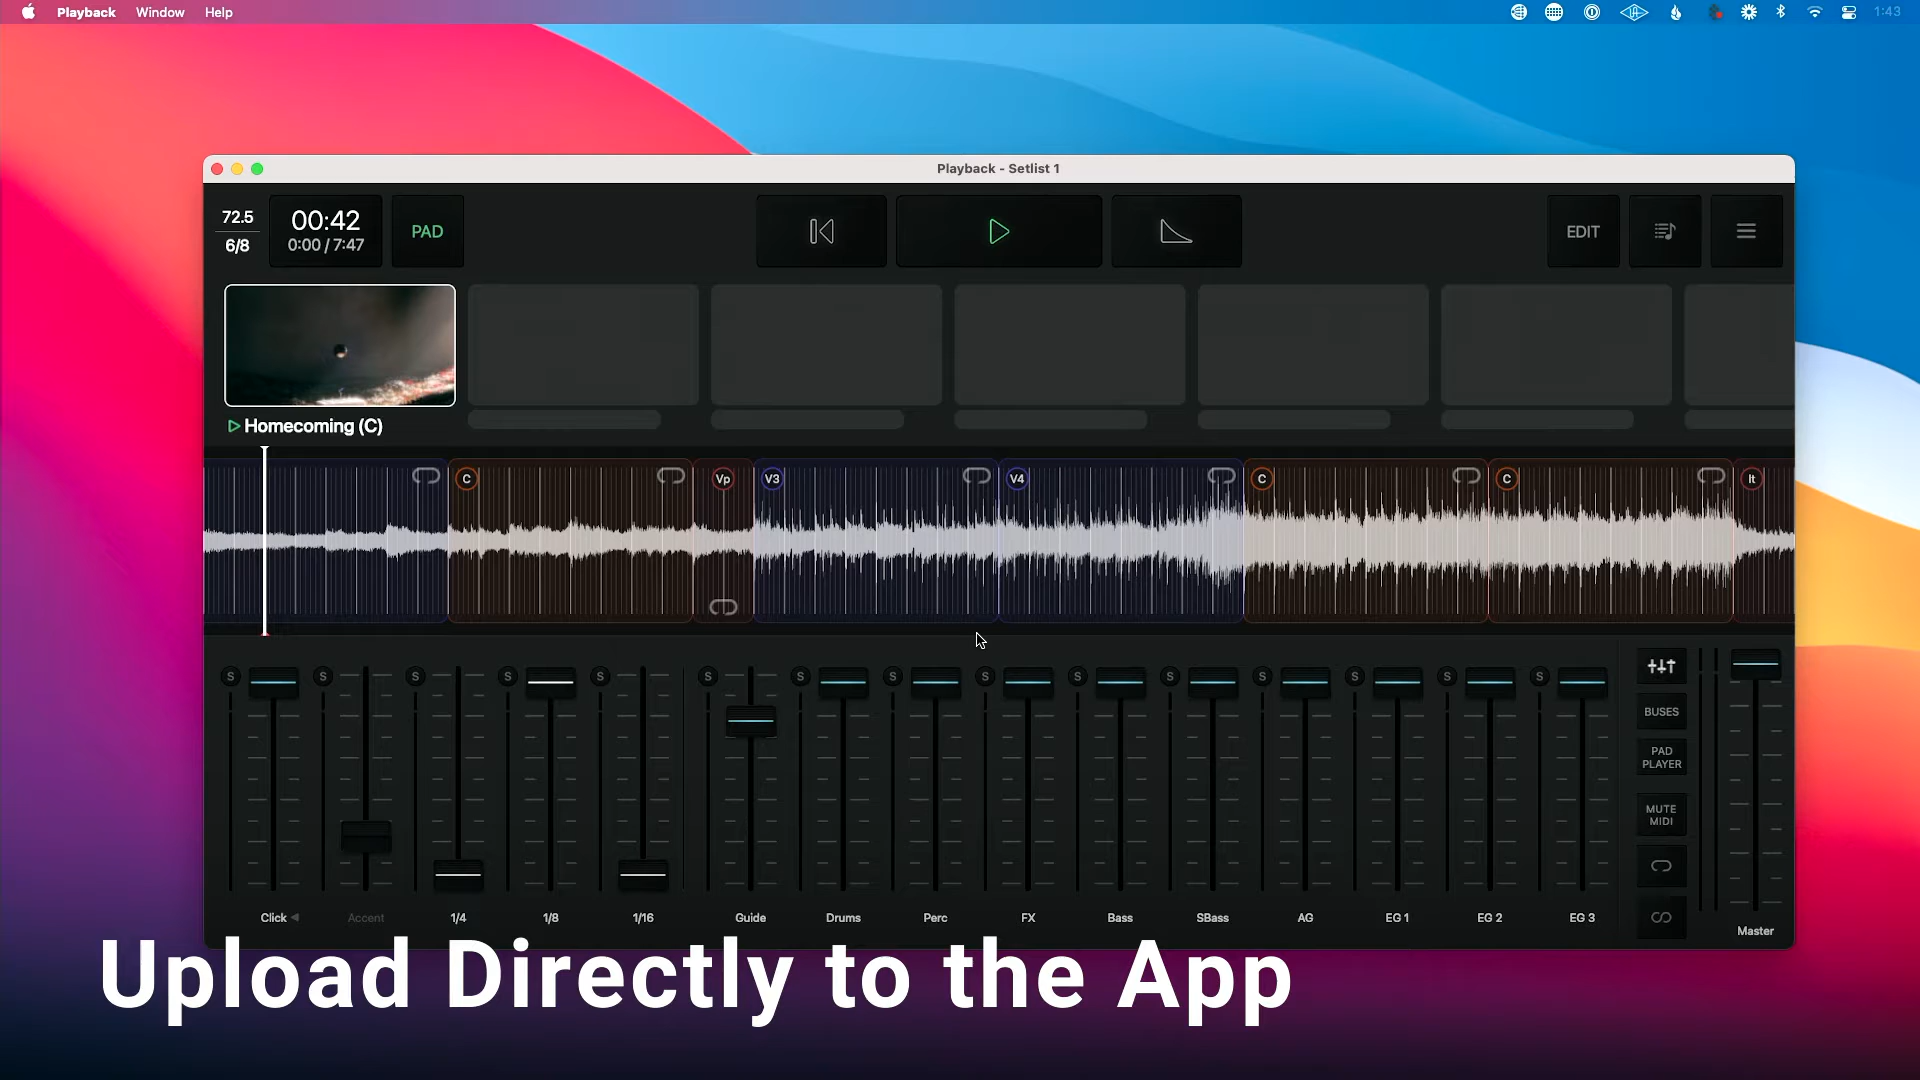 Playback Window Help
1:43
Playback - Setlist 1
72.5
6/8
00:42
0:00 / 7:47
PAD
EDIT
Homecoming (C)
C
Vp
V3
V4
C
C
It
S S S S S S S S S S S S S S S
BUSES
PAD
PLAYER
MUTE
MIDI
Click Accent 1/4 1/8 1/16 Guide Drums Perc FX Bass SBass AG EG 1 EG 2 EG 3
Master
Upload Directly to the App